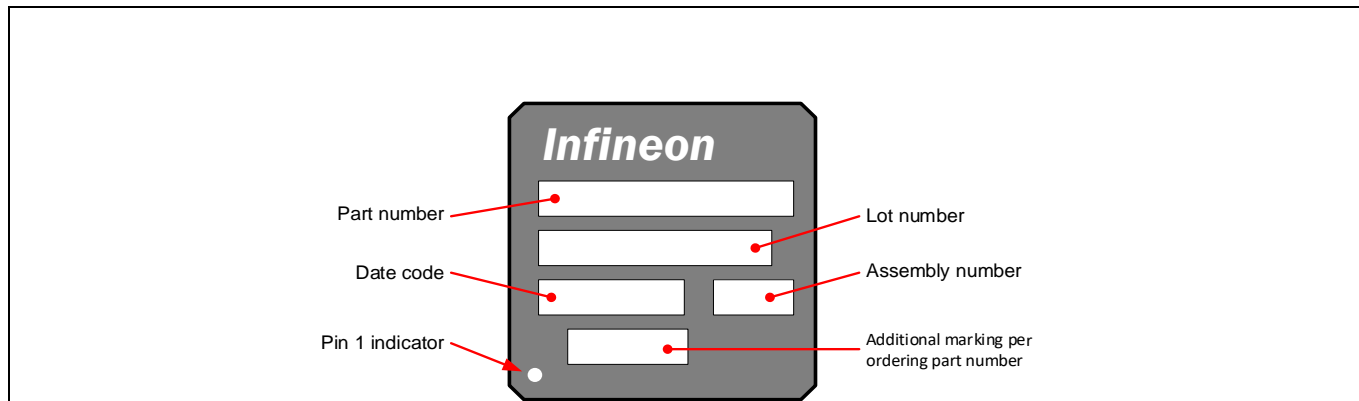 Infineon
Part number
Lot number
Date code
Assembly number
Pin 1 indicator
Additional marking per
ordering part number